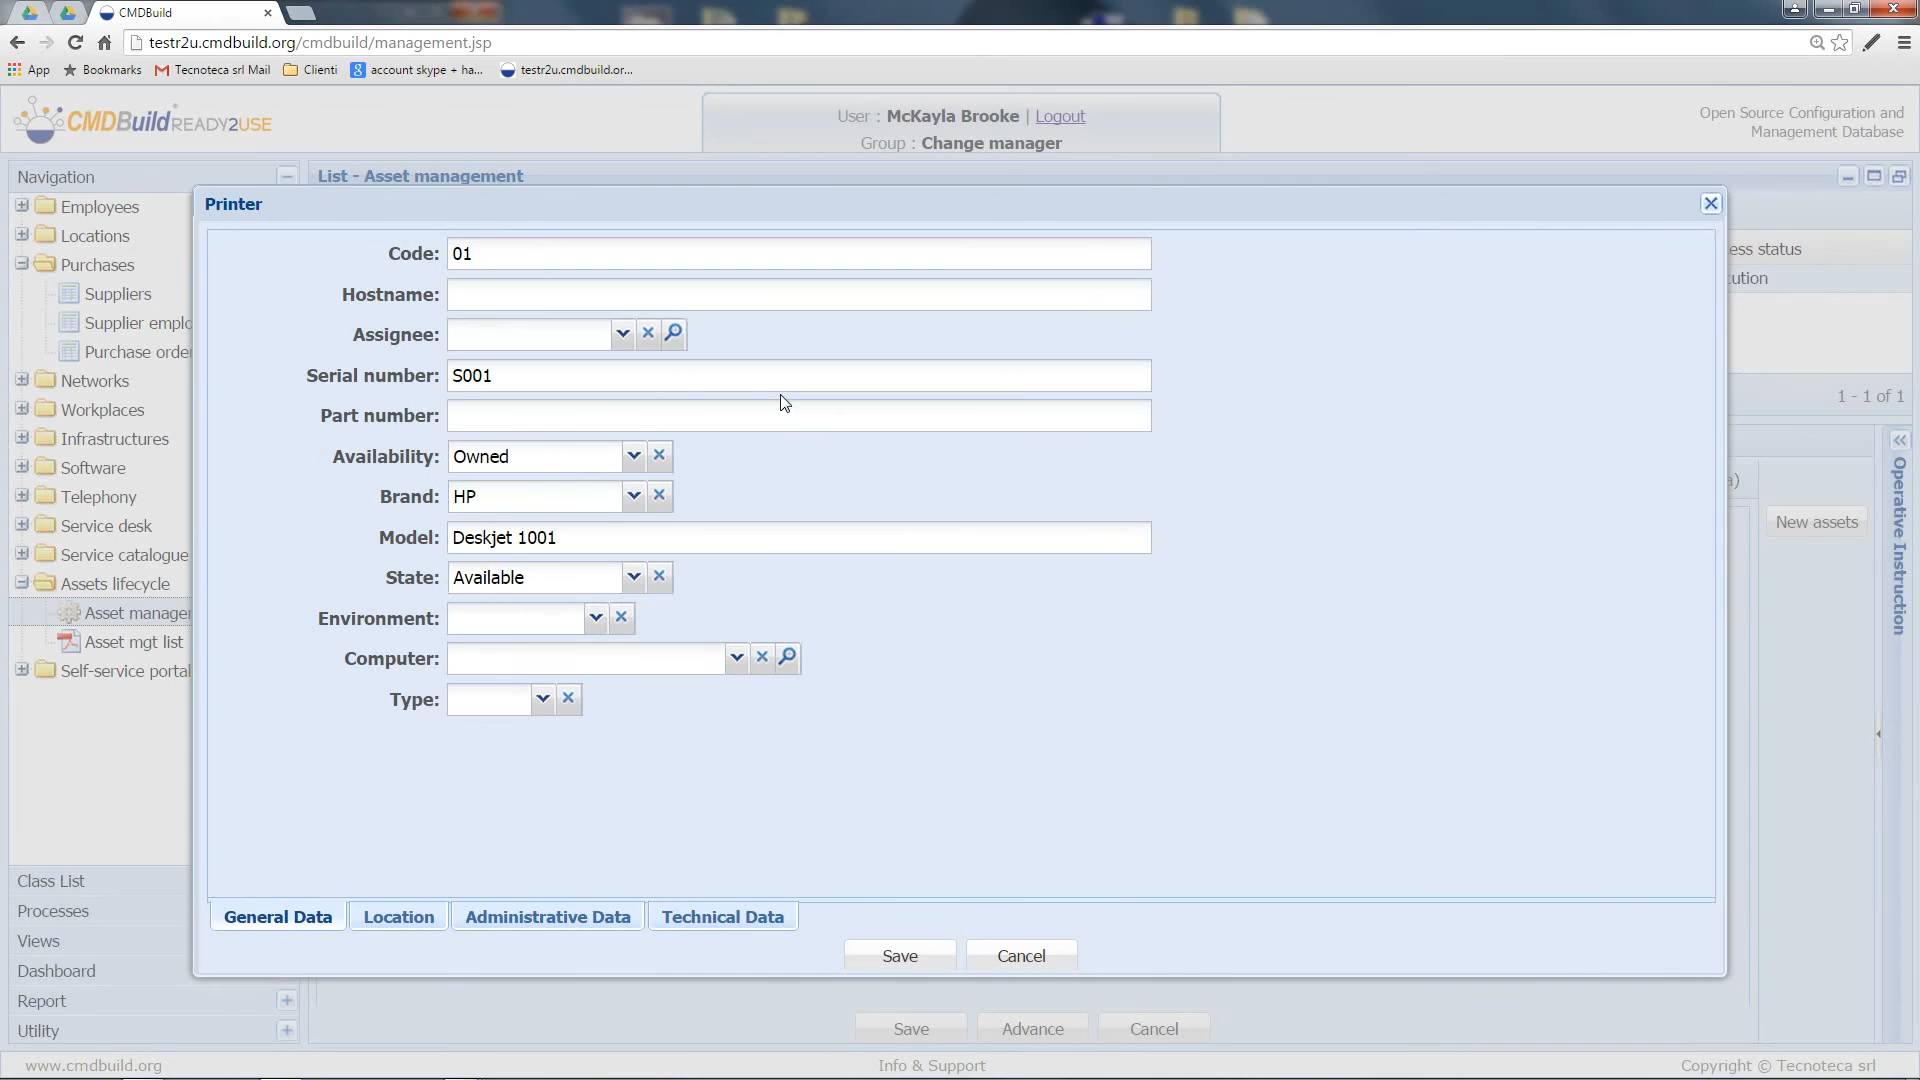 CMDBuild
testr2u.cmdbuild.org/cmdbuild/management.jsp
App
Bookmarks
Tecnoteca srl Mail
Clienti
account skype + ha...
testr2u.cmdbuild.or...
CMDBuild READY2USE
User : McKayla Brooke | Logout
Group : Change manager
Open Source Configuration and
Management Database
Navigation
List - Asset management
Employees
Locations
Purchases
Suppliers
Supplier emplo
Purchase order
Networks
Workplaces
Infrastructures
Software
Telephony
Service desk
Service catalogue
Assets lifecycle
Asset manager
Asset mgt list
Self-service portal
Class List
Processes
Views
Dashboard
Report
Utility
Printer
Code: 01
Hostname:
Assignee:
Serial number: S001
Part number:
Availability: Owned
Brand: HP
Model: Deskjet 1001
State: Available
Environment:
Computer:
Type:
General Data
Location
Administrative Data
Technical Data
Save
Cancel
ess status
ution
1 - 1 of 1
New assets
Operative Instruction
Save
Advance
Cancel
www.cmdbuild.org
Info & Support
Copyright © Tecnoteca srl